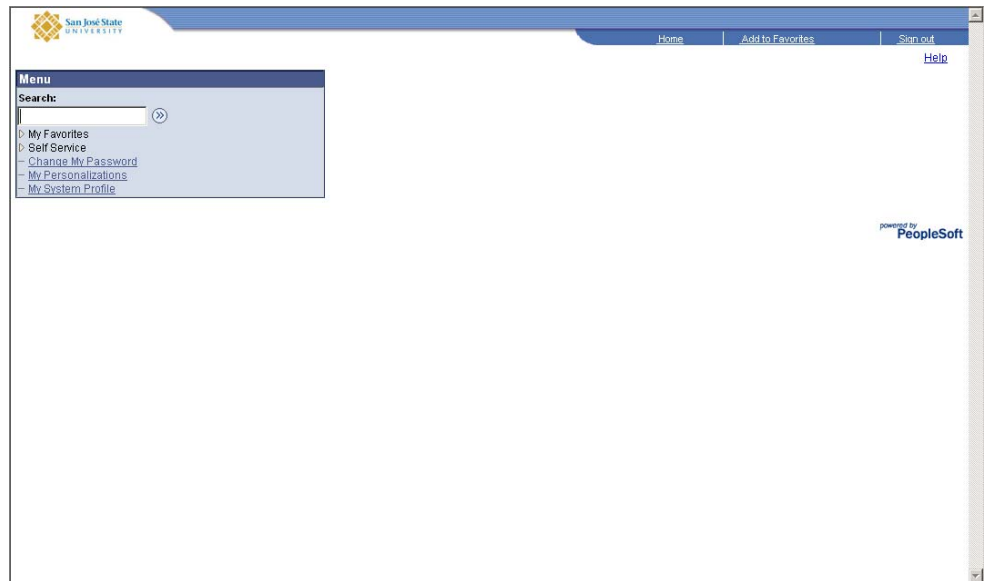 San José State
UNIVERSITY
Home Add to Favorites Sign out
Help
Menu
Search:
My Favorites
Self Service
Change My Password
My Personalizations
My System Profile
powered by
PeopleSoft